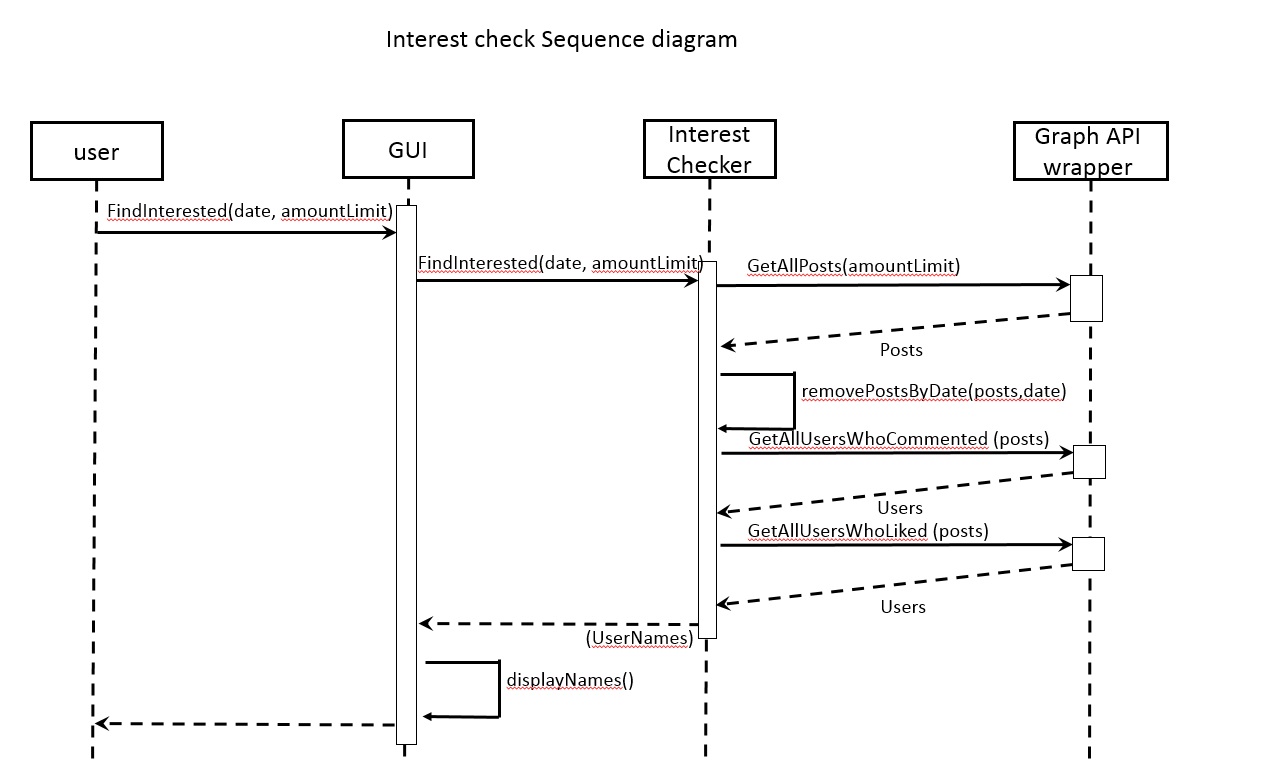 Interest check Sequence diagram
user
GUI
Interest
Checker
Graph API
wrapper
FindInterested(date, amountLimit)
FindInterested(date, amountLimit)
GetAllPosts(amountLimit)
Posts
removePostsByDate(posts,date)
GetAllUsersWhoCommented (posts)
Users
GetAllUsersWhoLiked (posts)
Users
(UserNames)
displayNames()